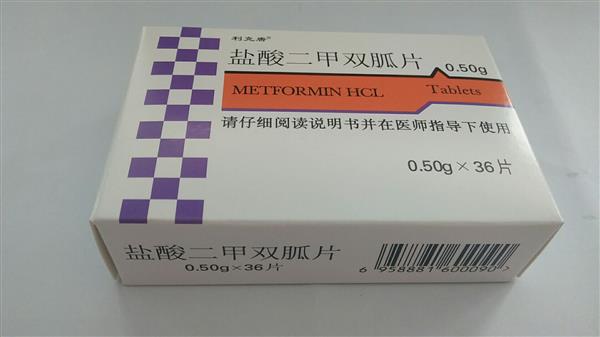 利克唐®
盐酸二甲双胍片 0.50g
METFORMIN HCL Tablets
请仔细阅读说明书并在医师指导下使用
0.50g×36片
盐酸二甲双胍片
0.50g×36片
6 958881 600090 >